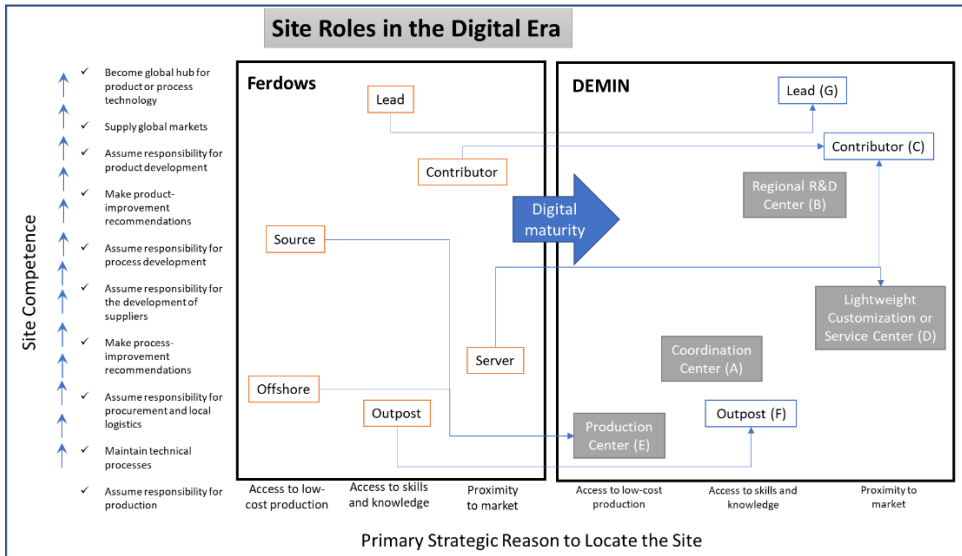 Site Roles in the Digital Era
Site Competence
✓ Become global hub for
product or process
technology
✓ Supply global markets
✓ Assume responsibility for
product development
✓ Make product-
improvement
recommendations
✓ Assume responsibility for
process development
✓ Assume responsibility for
the development of
suppliers
✓ Make process-
improvement
recommendations
✓ Assume responsibility for
procurement and local
logistics
✓ Maintain technical
processes
✓ Assume responsibility for
production
Ferdows
Lead
Contributor
Source
Server
Offshore
Outpost
Digital
maturity
DEMIN
Lead (G)
Contributor (C)
Regional R&D
Center (B)
Lightweight
Customization or
Service Center (D)
Coordination
Center (A)
Production
Center (E)
Outpost (F)
Access to low-
cost production
Access to skills
and knowledge
Proximity
to market
Access to low-cost
production
Access to skills and
knowledge
Proximity to
market
Primary Strategic Reason to Locate the Site